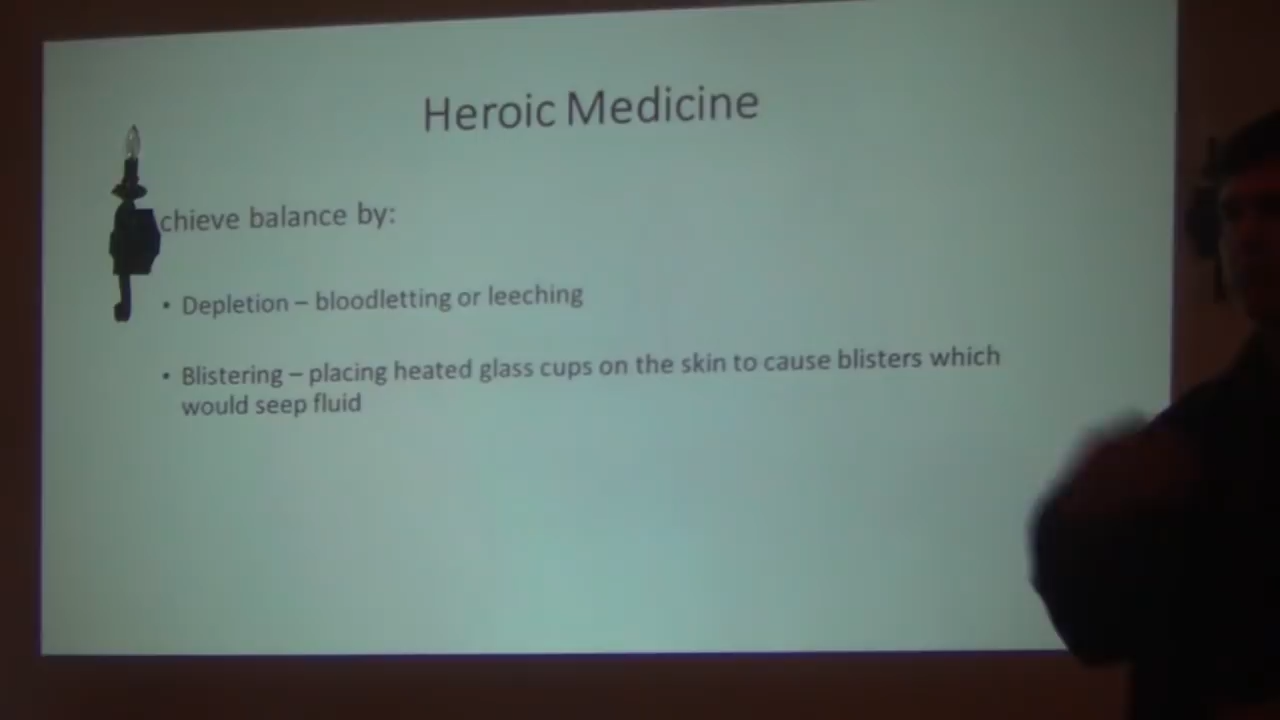 Heroic Medicine
chieve balance by:
• Depletion – bloodletting or leeching
• Blistering – placing heated glass cups on the skin to cause blisters which
would seep fluid